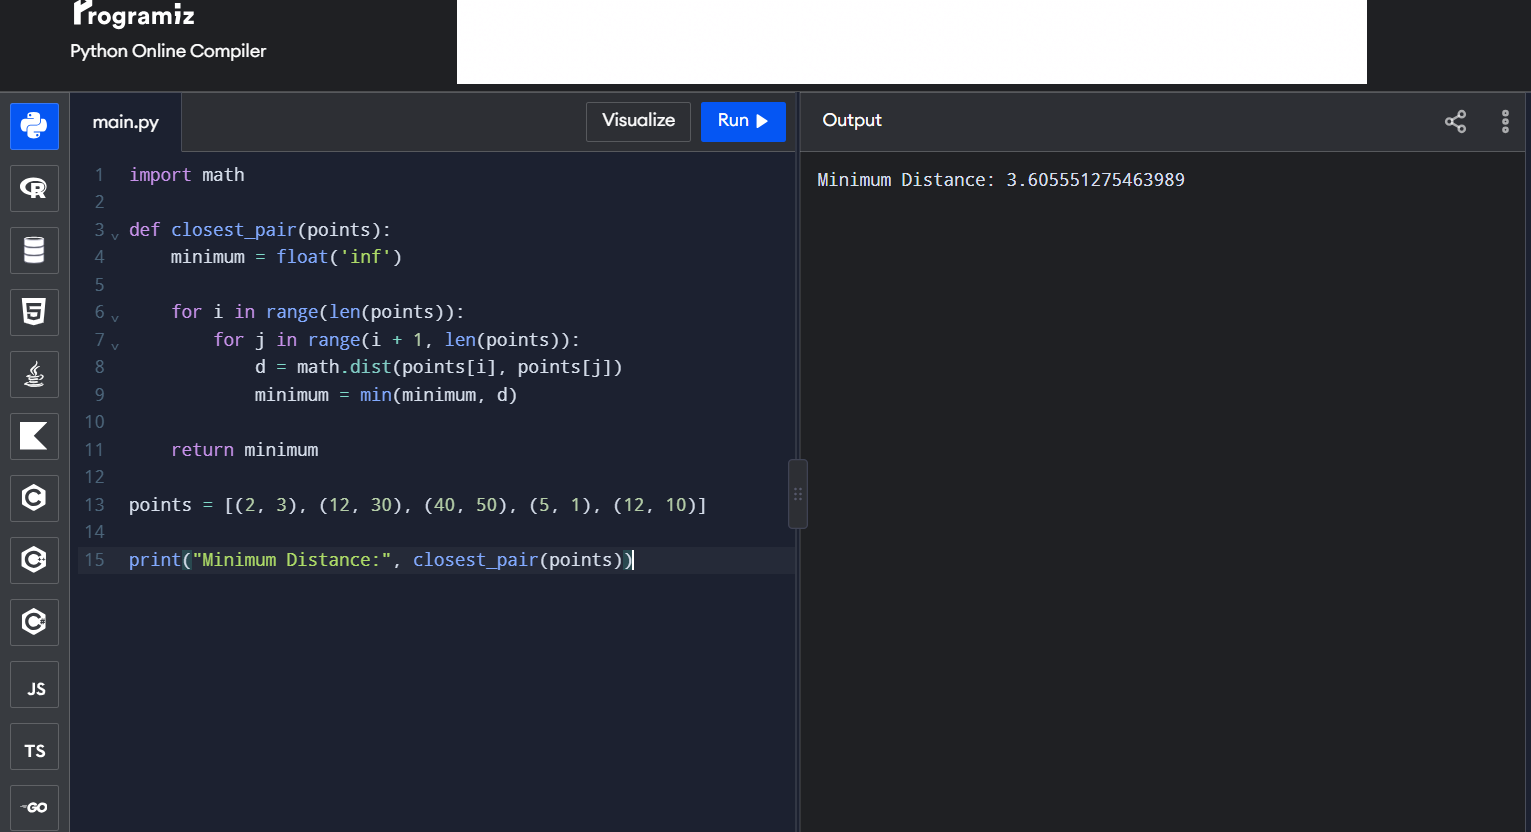 Programiz
Python Online Compiler
main.py
Visualize
Run
Output
1 import math
2
3 def closest_pair(points):
4     minimum = float('inf')
5
6     for i in range(len(points)):
7         for j in range(i + 1, len(points)):
8             d = math.dist(points[i], points[j])
9             minimum = min(minimum, d)
10
11     return minimum
12
13 points = [(2, 3), (12, 30), (40, 50), (5, 1), (12, 10)]
14
15 print("Minimum Distance:", closest_pair(points))
Minimum Distance: 3.605551275463989
R
5
C
C++
C#
JS
TS
GO